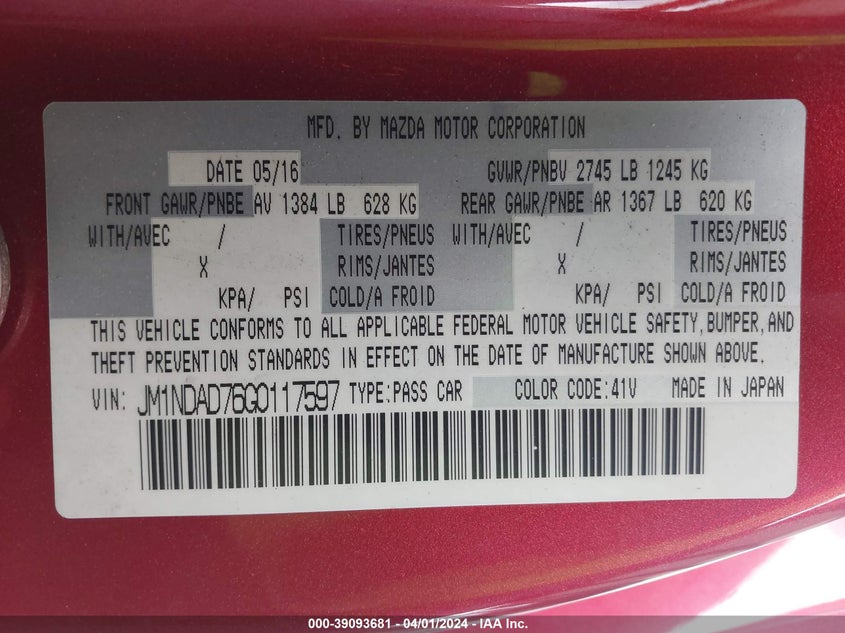 MFD. BY MAZDA MOTOR CORPORATION
DATE 05/16 GVWR/PNBV 2745 LB 1245 KG
FRONT GAWR/PNBE AV 1384 LB 628 KG REAR GAWR/PNBE AR 1367 LB 620 KG
WITH/AVEC / TIRES/PNEUS WITH/AVEC / TIRES/PNEUS
X RIMS/JANTES X RIMS/JANTES
KPA/ PSI COLD/A FROID KPA/ PSI COLD/A FROID
THIS VEHICLE CONFORMS TO ALL APPLICABLE FEDERAL MOTOR VEHICLE SAFETY, BUMPER, AND
THEFT PREVENTION STANDARDS IN EFFECT ON THE DATE OF MANUFACTURE SHOWN ABOVE.
VIN: JM1NDAD76G0117597 TYPE:PASS CAR COLOR CODE:41V MADE IN JAPAN
000-39093681 - 04/01/2024 - IAA Inc.